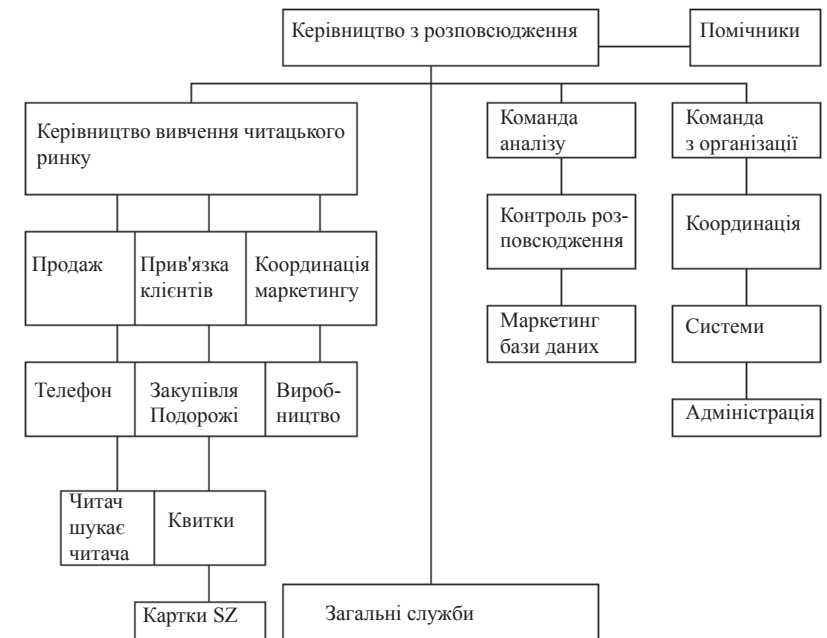 Керівництво з розповсюдження
Помічники
Керівництво вивчення читацького
ринку
Команда
аналізу
Команда
з організації
Продаж
Прив'язка
клієнтів
Координація
маркетингу
Контроль роз-
повсюдження
Координація
Маркетинг
бази даних
Системи
Телефон
Закупівля
Подорожі
Вироб-
ництво
Адміністрація
Читач
шукає
читача
Квитки
Картки SZ
Загальні служби